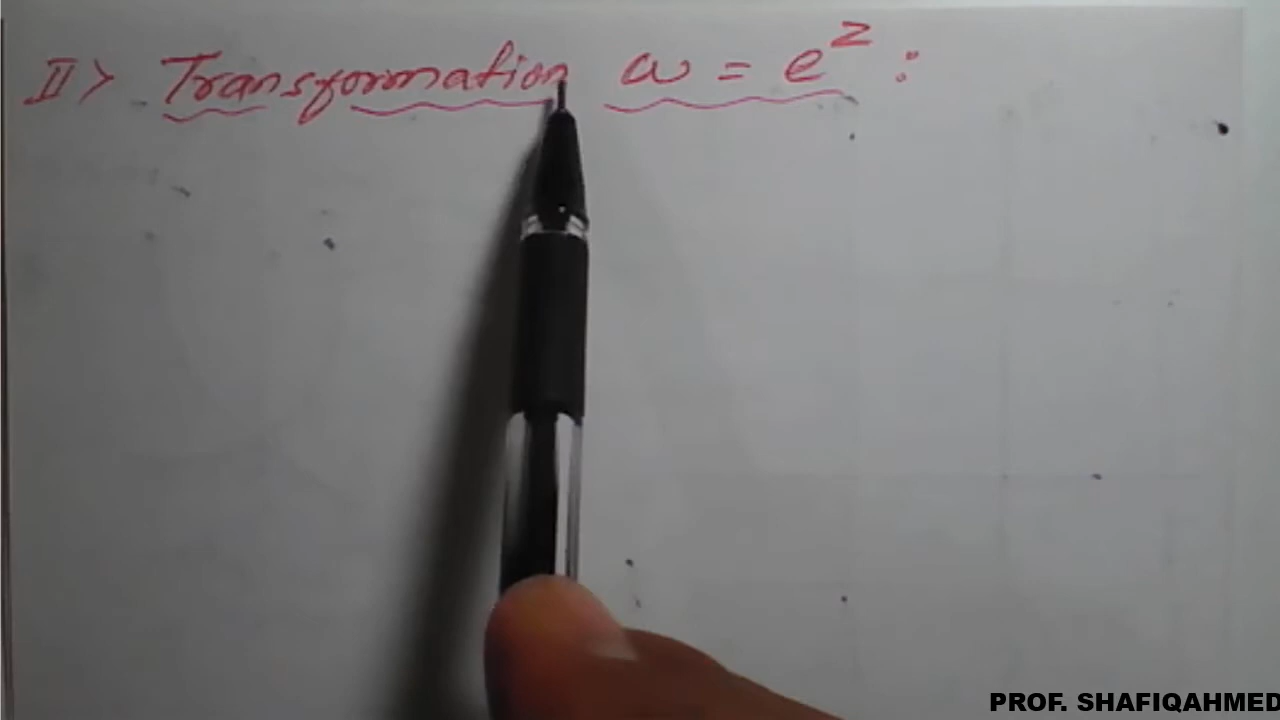 II> Transformation ω = e^z :
PROF. SHAFIQAHMED